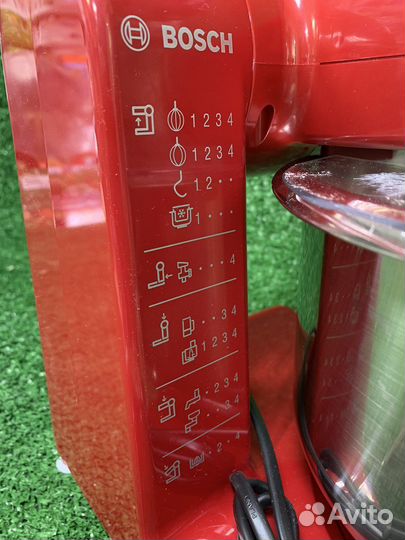 BOSCH
1 2 3 4
1 2 3 4
1 2 · ·
1 · · ·
· · · 4
· · 3 4
1 2 3 4
· 2 3 4
· · 3 4
· 2 · 4
Avito